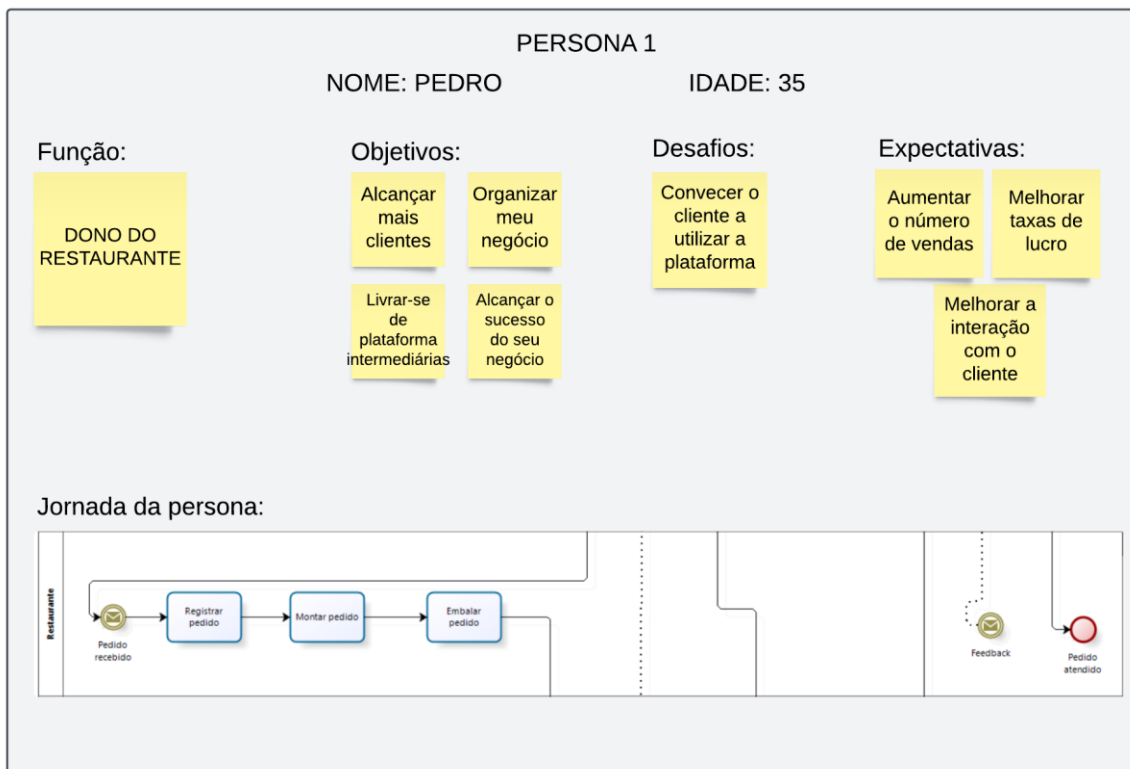 PERSONA 1
NOME: PEDRO
IDADE: 35
Função:
DONO DO
RESTAURANTE
Objetivos:
Alcançar
mais
clientes
Organizar
meu
negócio
Livrar-se
de
plataforma
intermediárias
Alcançar o
sucesso
do seu
negócio
Desafios:
Convecer o
cliente a
utilizar a
plataforma
Expectativas:
Aumentar
o número
de vendas
Melhorar
taxas de
lucro
Melhorar a
interação
com o
cliente
Jornada da persona:
Restaurante
Pedido
recebido
Registrar
pedido
Montar pedido
Embalar
pedido
Feedback
Pedido
atendido